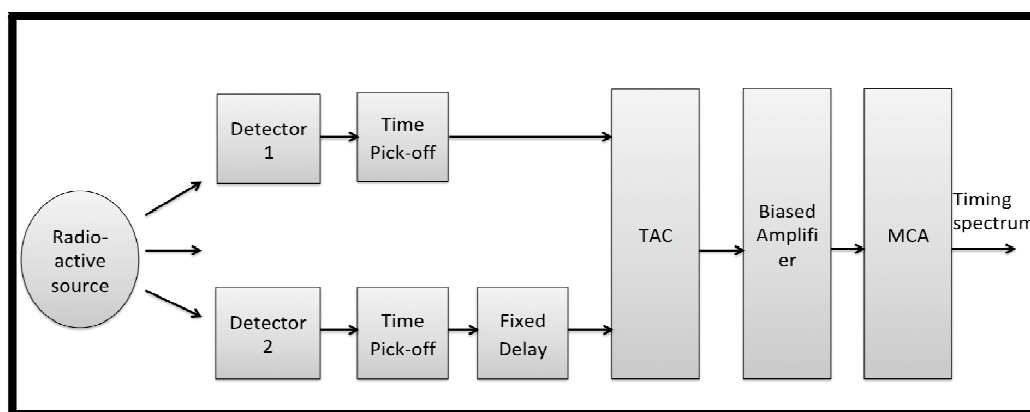 Detector
1
Time
Pick-off
Radio-
active
source
Detector
2
Time
Pick-off
Fixed
Delay
TAC
Biased
Amplifi
er
MCA
Timing
spectrum